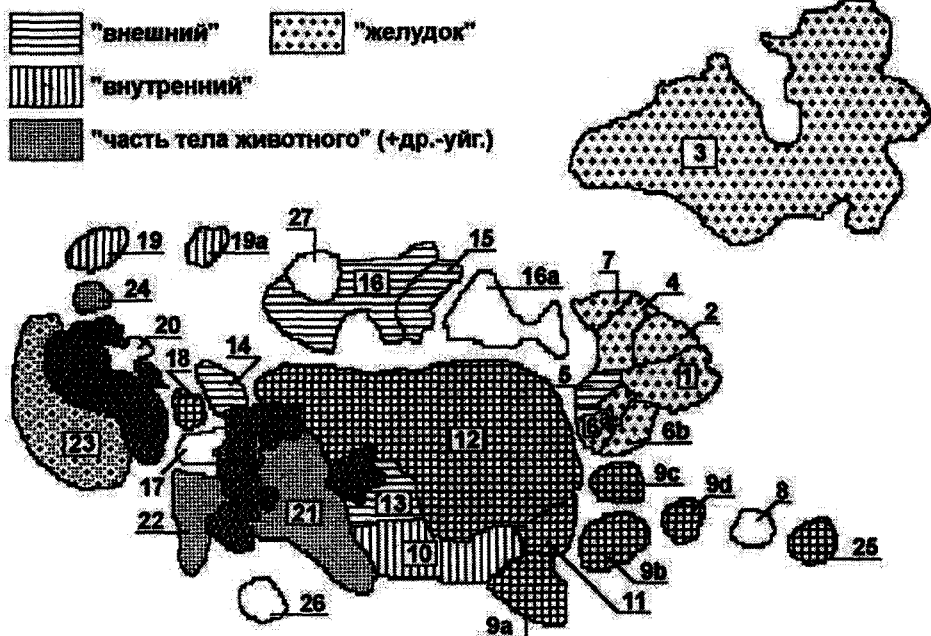 "внешний" "желудок"
"внутренний"
"часть тела животного" (+др.-уйг.)
3
27
19 19a 15
16 16a 7
24 4
2
20
14
18 5 1
12 6b
23
9c
17 9d 8
13
22 21
10 25
9b
26 11
9a